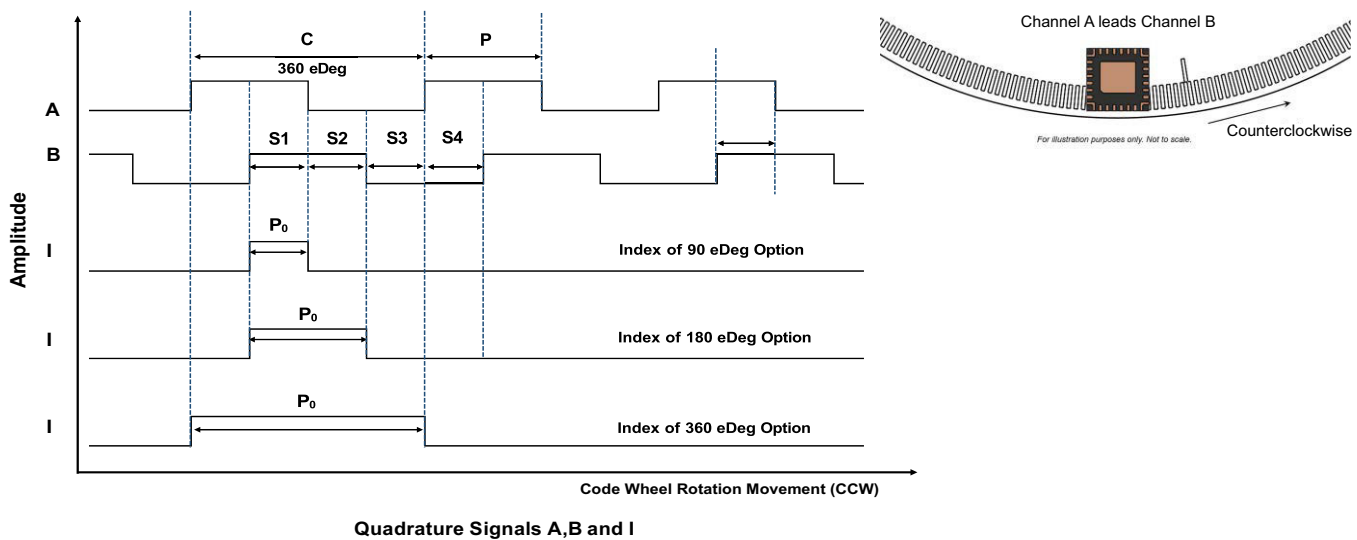 C
P
360 eDeg
Channel A leads Channel B
A
S1 S2 S3 S4
Counterclockwise
For illustration purposes only. Not to scale.
B
P₀
I
Index of 90 eDeg Option
P₀
I
Index of 180 eDeg Option
P₀
I
Index of 360 eDeg Option
Amplitude
Code Wheel Rotation Movement (CCW)
Quadrature Signals A,B and I